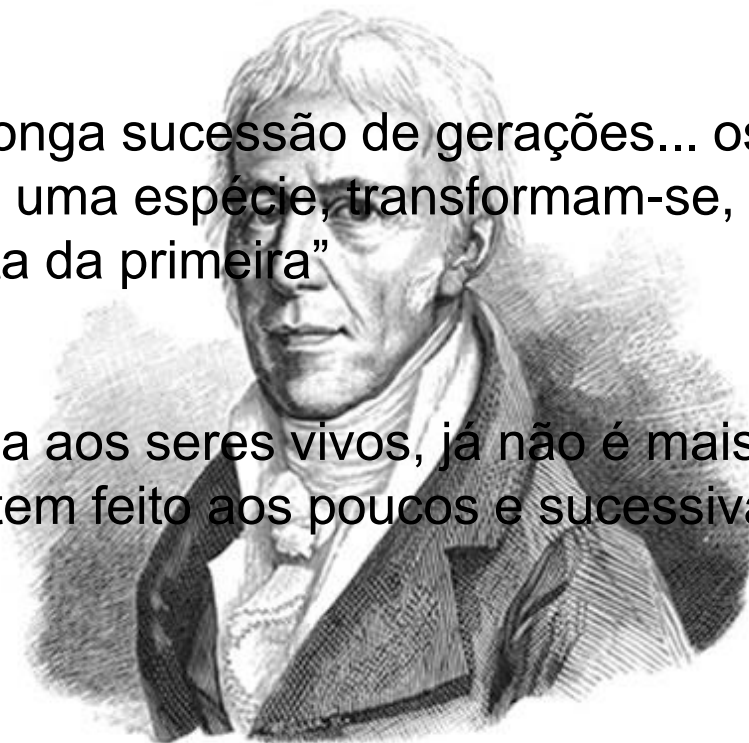 onga sucessão de gerações... os
uma espécie, transformam-se,
a da primeira”
a aos seres vivos, já não é mais
tem feito aos poucos e sucessiva